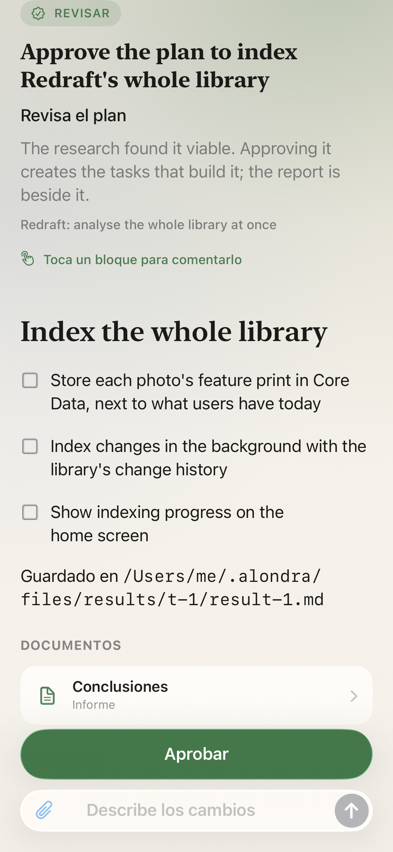 REVISAR
Approve the plan to index
Redraft's whole library
Revisa el plan
The research found it viable. Approving it
creates the tasks that build it; the report is
beside it.
Redraft: analyse the whole library at once
Toca un bloque para comentarlo
Index the whole library
Store each photo's feature print in Core
Data, next to what users have today
Index changes in the background with the
library's change history
Show indexing progress on the
home screen
Guardado en /Users/me/.alondra/
files/results/t-1/result-1.md
DOCUMENTOS
Conclusiones
Informe
Aprobar
Describe los cambios